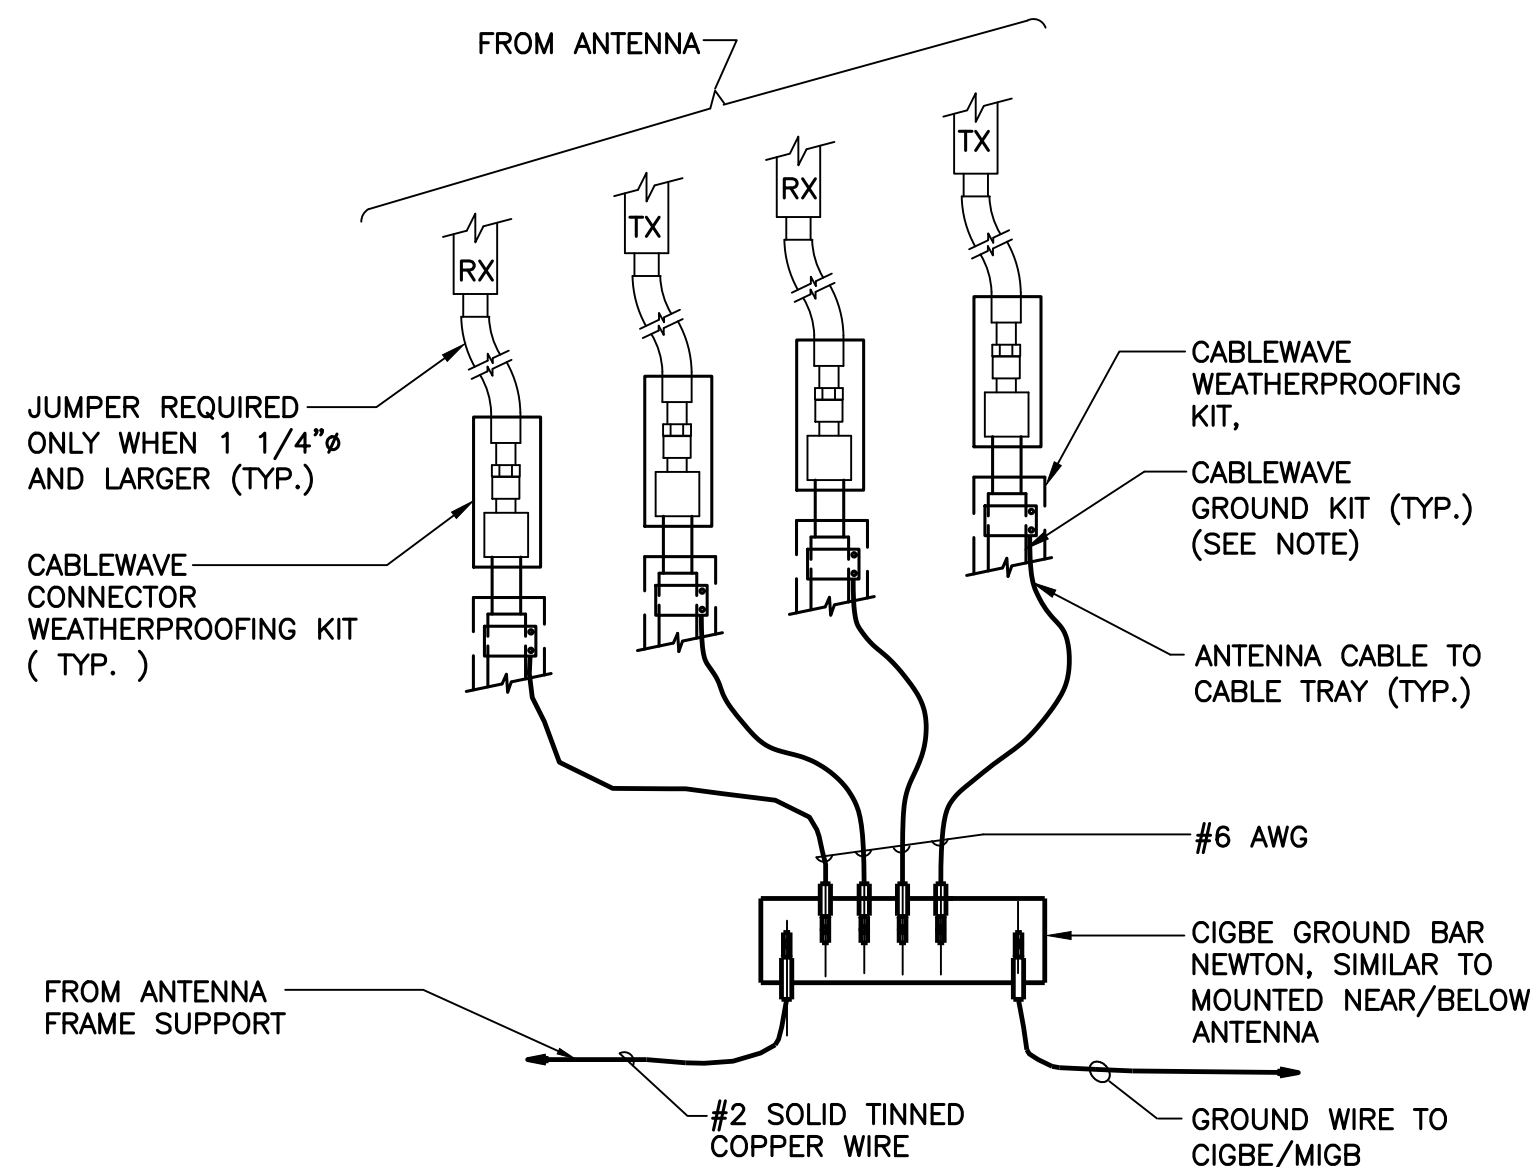 FROM ANTENNA
TX
RX
TX
RX
JUMPER REQUIRED
ONLY WHEN 1 1/4"ø
AND LARGER (TYP.)
CABLEWAVE
CONNECTOR
WEATHERPROOFING KIT
( TYP. )
CABLEWAVE
WEATHERPROOFING
KIT,
CABLEWAVE
GROUND KIT (TYP.)
(SEE NOTE)
ANTENNA CABLE TO
CABLE TRAY (TYP.)
#6 AWG
CIGBE GROUND BAR
NEWTON, SIMILAR TO
MOUNTED NEAR/BELOW
ANTENNA
FROM ANTENNA
FRAME SUPPORT
#2 SOLID TINNED
COPPER WIRE
GROUND WIRE TO
CIGBE/MIGB